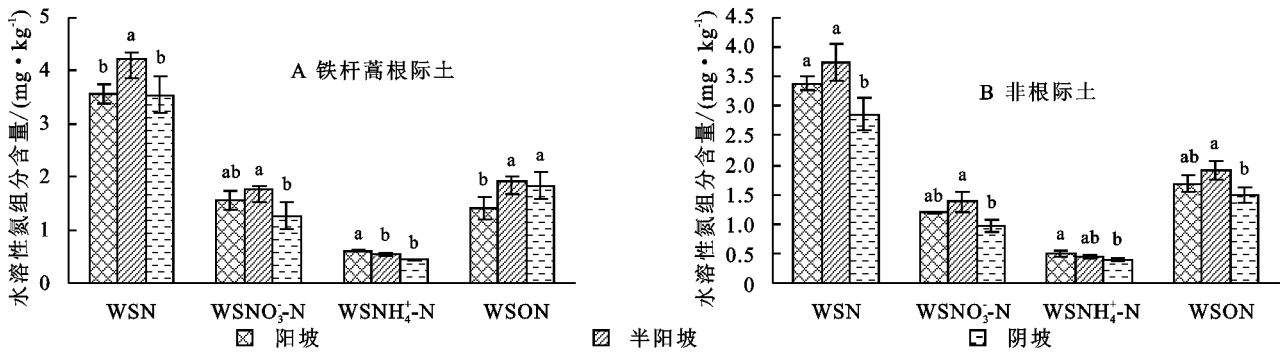 水溶性氮组分含量/(mg·kg⁻¹)
5
4
3
2
1
0
A 铁杆蒿根际土
b a b
ab a b
a b b
b a a
WSN WSNO₃⁻-N WSNH₄⁺-N WSON
水溶性氮组分含量/(mg·kg⁻¹)
4.5
4.0
3.5
3.0
2.5
2.0
1.5
1.0
0.5
0
B 非根际土
a a b
ab a b
a ab b
ab a b
WSN WSNO₃⁻-N WSNH₄⁺-N WSON
阳坡 半阳坡 阴坡